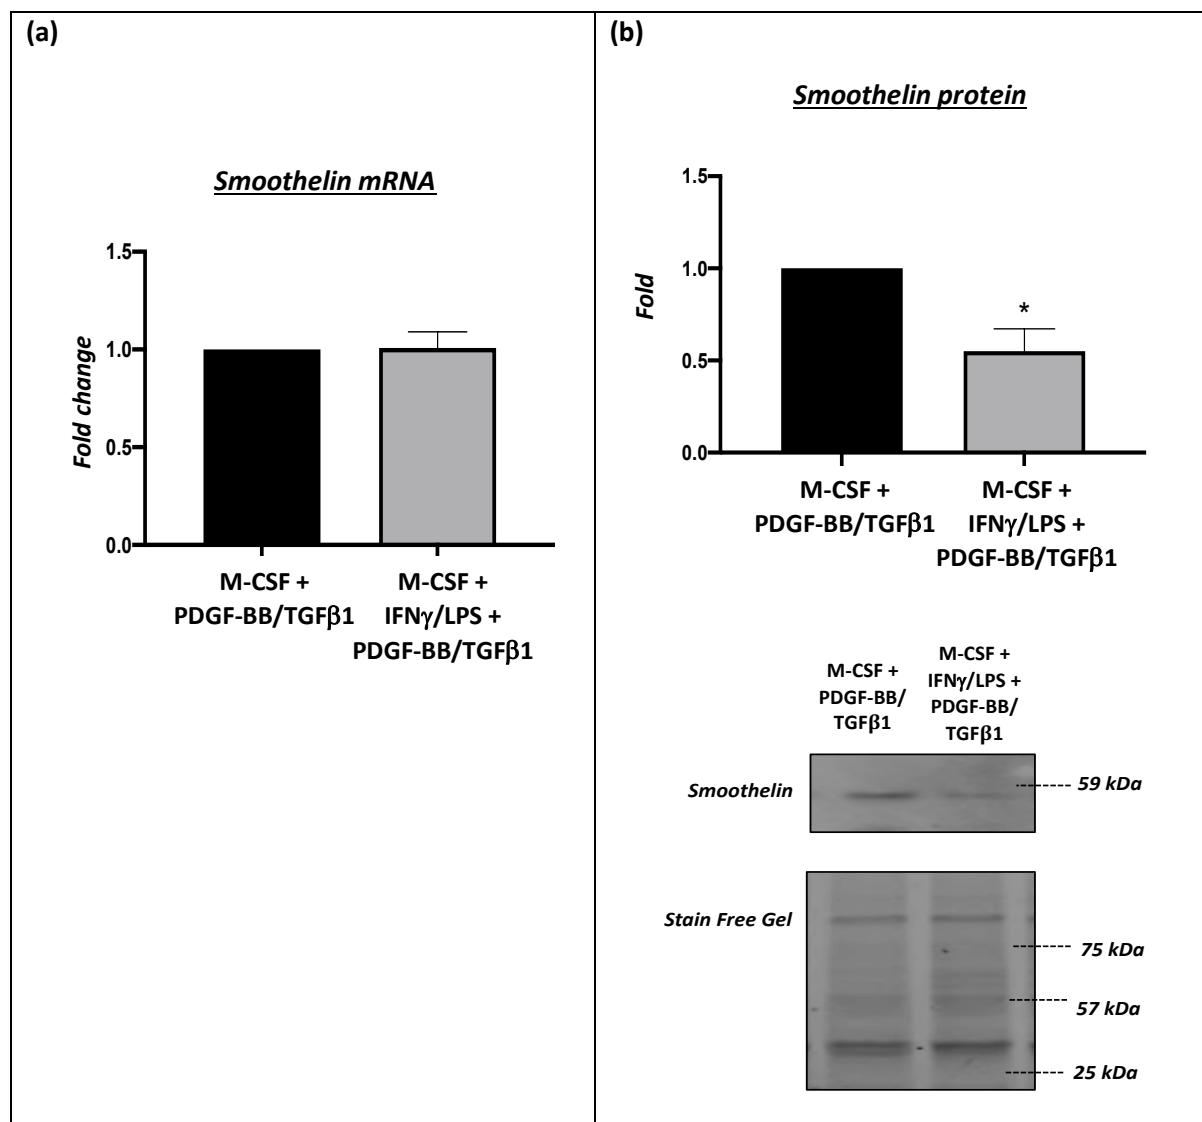 (a)
Smoothelin mRNA
Fold change
1.5
1.0
0.5
0.0
M-CSF +
PDGF-BB/TGFβ1
M-CSF +
IFNγ/LPS +
PDGF-BB/TGFβ1
(b)
Smoothelin protein
Fold
1.5
1.0
0.5
0.0
*
M-CSF +
PDGF-BB/TGFβ1
M-CSF +
IFNγ/LPS +
PDGF-BB/TGFβ1
M-CSF +
PDGF-BB/
TGFβ1
M-CSF +
IFNγ/LPS +
PDGF-BB/
TGFβ1
Smoothelin
59 kDa
Stain Free Gel
75 kDa
57 kDa
25 kDa